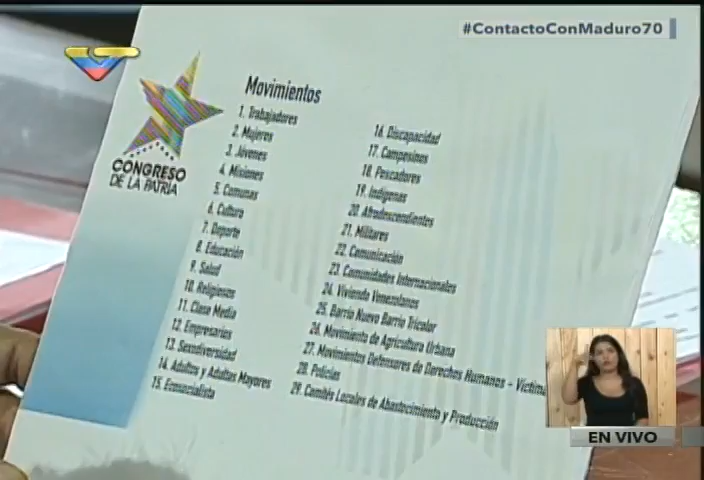 #ContactoConMaduro70
CONGRESO
DE LA PATRIA
Movimientos
1. Trabajadores
2. Mujeres
3. Jóvenes
4. Misiones
5. Comunas
6. Cultura
7. Deporte
8. Educación
9. Salud
10. Religiosos
11. Clase Media
12. Empresarios
13. Sexodiversidad
14. Adultos y Adultas Mayores
15. Ecosocialista
16. Discapacidad
17. Campesinos
18. Pescadores
19. Indígenas
20. Afrodescendientes
21. Militares
22. Comunicación
23. Comunidades Internacionales
24. Vivienda Venezolanos
25. Barrio Nuevo Barrio Tricolor
26. Movimiento de Agricultura Urbana
27. Movimientos Defensores de Derechos Humanos - Víctima
28. Policías
29. Comités Locales de Abastecimiento y Producción
EN VIVO